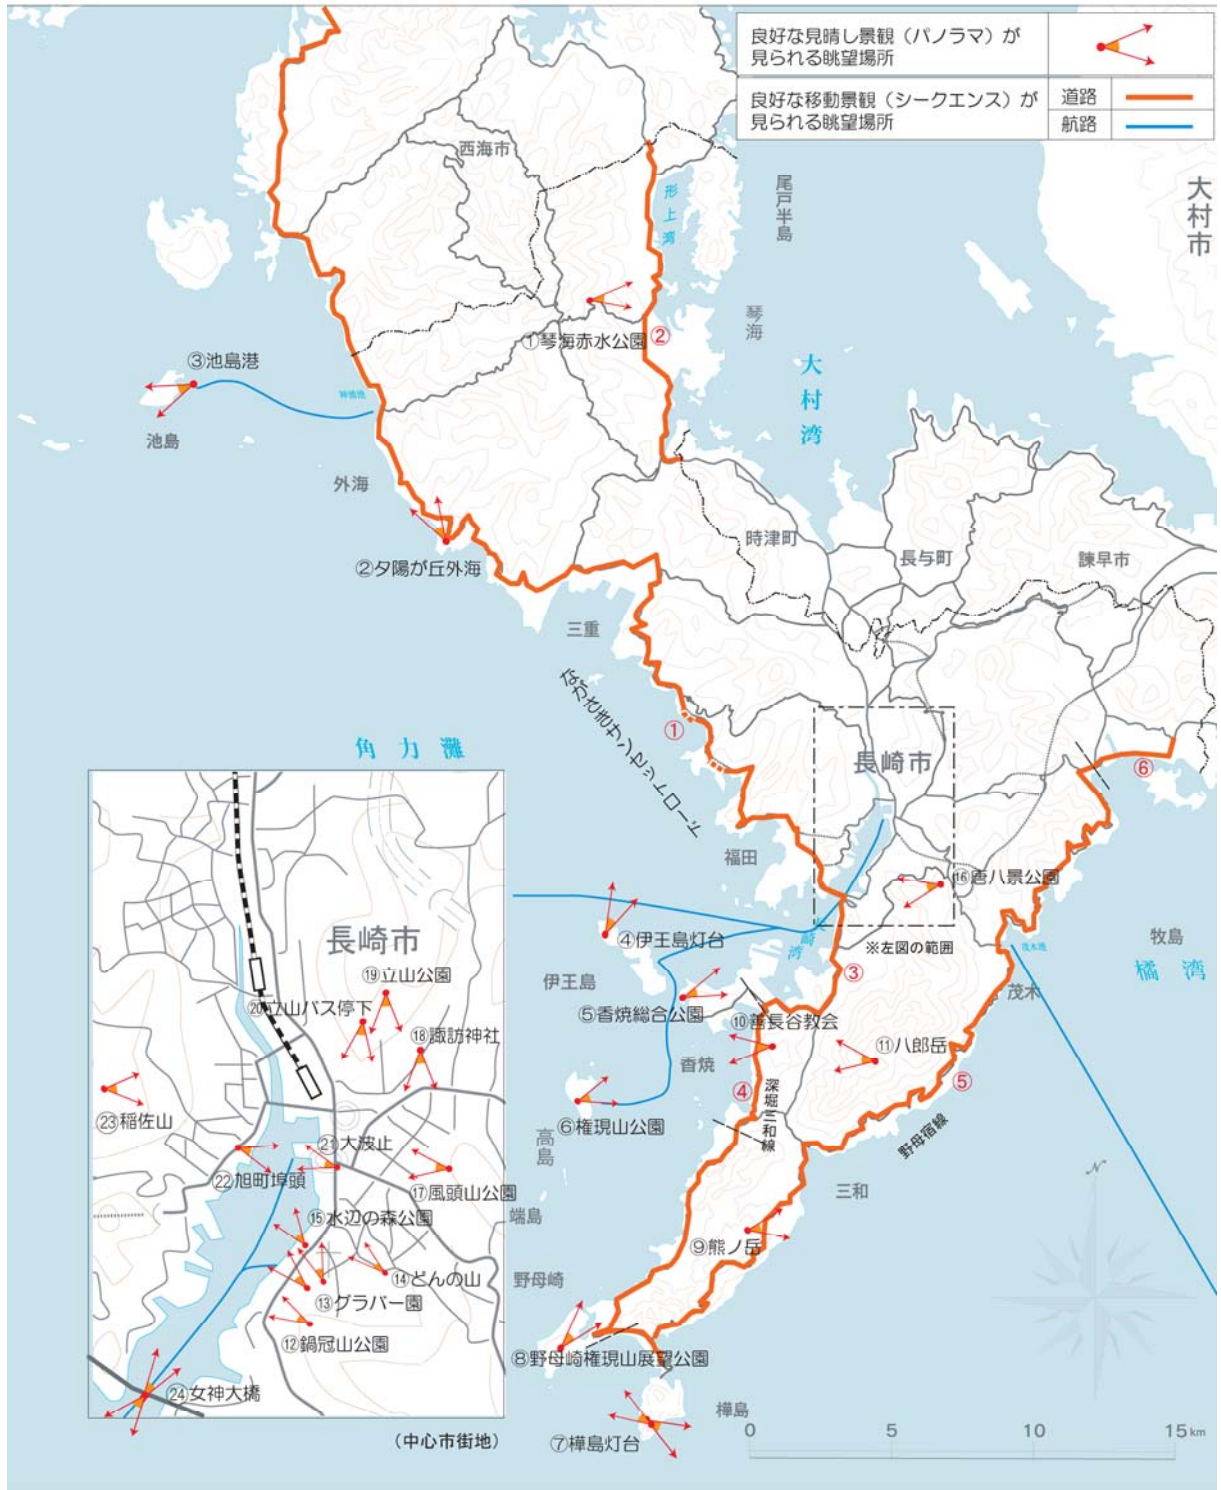 良好な見晴し景観（パノラマ）が
見られる眺望場所
良好な移動景観（シークエンス）が
見られる眺望場所
道路
航路
西海市
形上湾
尾戸半島
大村市
①琴海赤水公園
②
琴海
大村湾
③池島港
神浦港
池島
外海
②夕陽が丘外海
時津町
長与町
諫早市
三重
ながさきサンセットロード
①
角力灘
長崎市
⑥
福田
⑯唐八景公園
※左図の範囲
④伊王島灯台
長崎湾
牧島
橘湾
茂木港
茂木
伊王島
③
⑤香焼総合公園
⑩善長谷教会
香焼
⑪八郎岳
④
深堀三和線
⑤
⑥権現山公園
高島
野母宿線
三和
端島
⑨熊ノ岳
野母崎
⑧野母崎権現山展望公園
樺島
⑦樺島灯台
N
0
5
10
15 km
長崎市
⑲立山公園
⑳立山バス停下
⑱諏訪神社
㉓稲佐山
㉑大波止
㉒旭町埠頭
⑰風頭山公園
⑮水辺の森公園
⑭どんの山
⑬グラバー園
⑫鍋冠山公園
㉔女神大橋
（中心市街地）